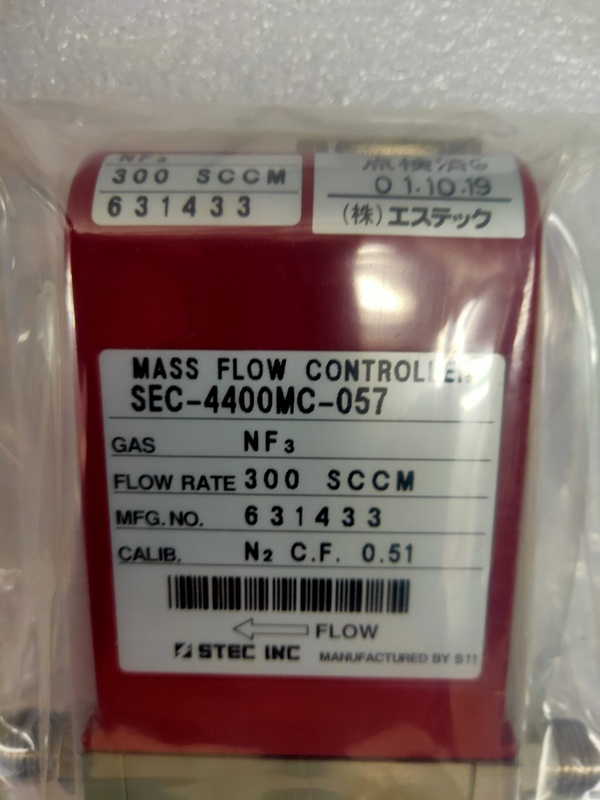 NF₃
300 SCCM
631433
点検済
01.10.19
(株)エステック
MASS FLOW CONTROLLER
SEC-4400MC-057
GAS NF₃
FLOW RATE 300 SCCM
MFG.NO. 631433
CALIB. N₂ C.F. 0.51
FLOW
STEC INC MANUFACTURED BY